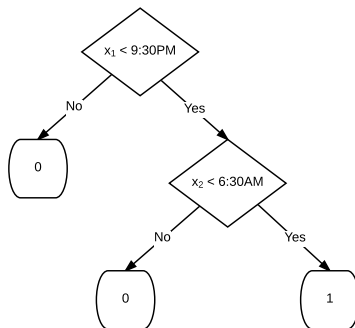 x₁ < 9:30PM
No
Yes
0
x₂ < 6:30AM
No
Yes
0
1